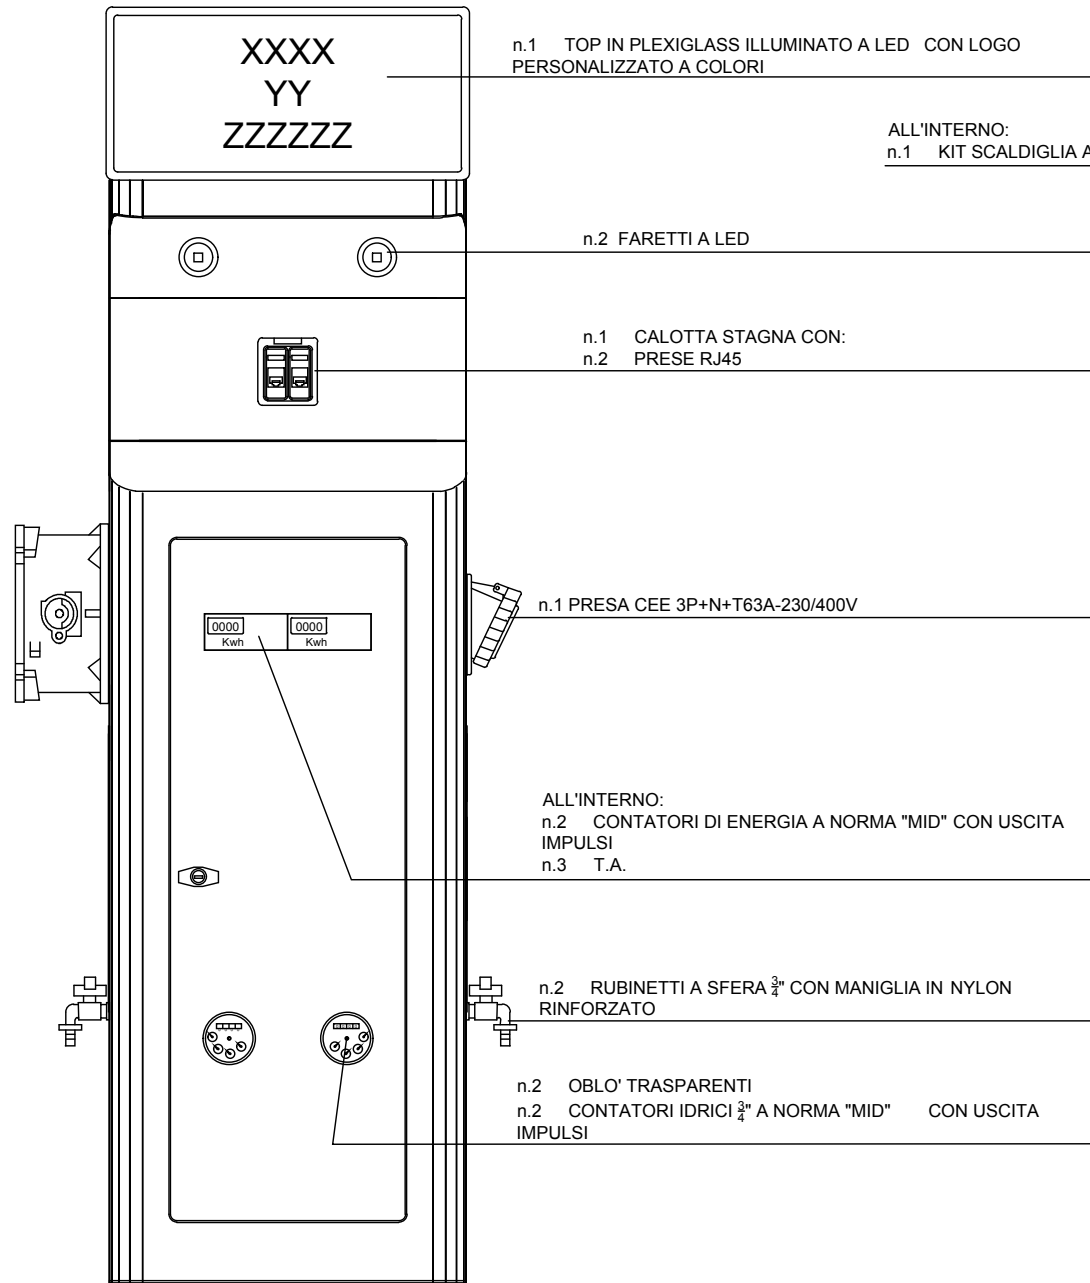 XXXX
YY
ZZZZZZ
n.1 TOP IN PLEXIGLASS ILLUMINATO A LED CON LOGO
PERSONALIZZATO A COLORI
ALL'INTERNO:
n.1 KIT SCALDIGLIA A
n.2 FARETTI A LED
n.1 CALOTTA STAGNA CON:
n.2 PRESE RJ45
n.1 PRESA CEE 3P+N+T63A-230/400V
0000 0000
Kwh Kwh
ALL'INTERNO:
n.2 CONTATORI DI ENERGIA A NORMA "MID" CON USCITA
IMPULSI
n.3 T.A.
n.2 RUBINETTI A SFERA 3/4" CON MANIGLIA IN NYLON
RINFORZATO
n.2 OBLO' TRASPARENTI
n.2 CONTATORI IDRICI 3/4" A NORMA "MID" CON USCITA
IMPULSI